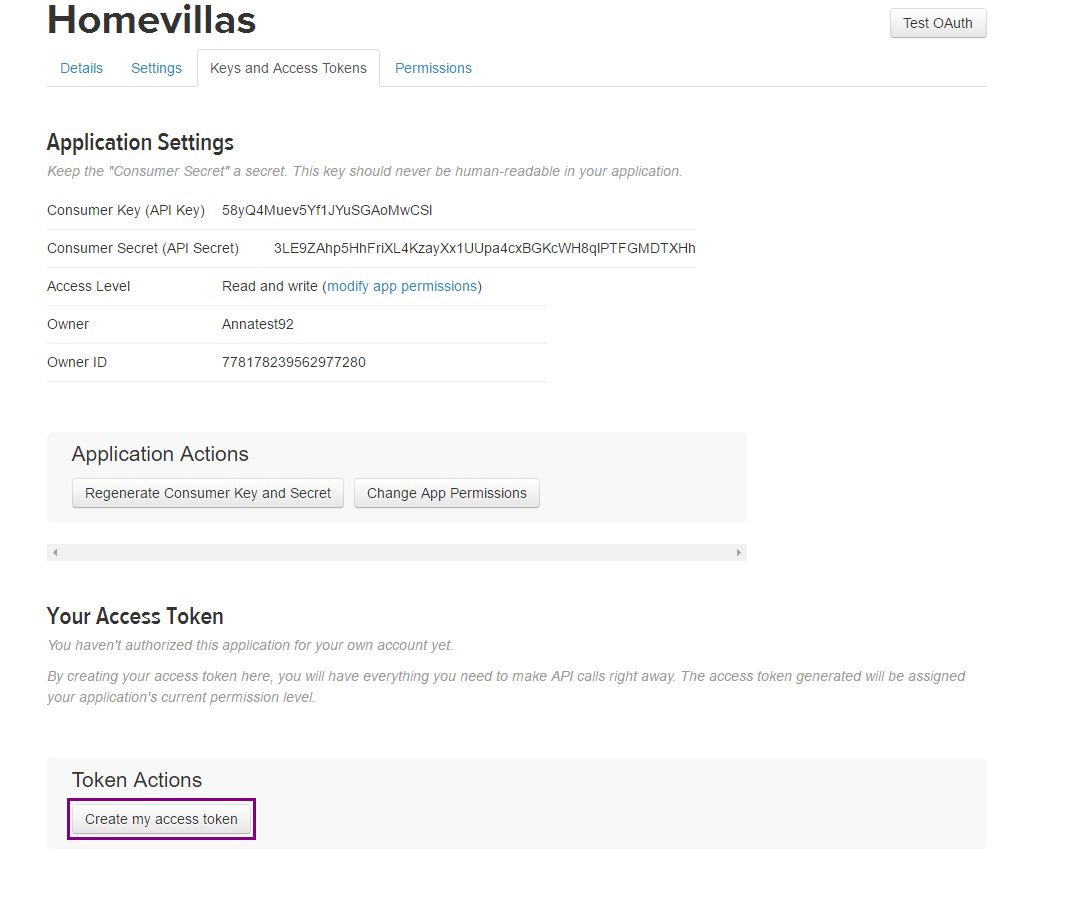 Homevillas
Test OAuth
Details Settings Keys and Access Tokens Permissions
Application Settings
Keep the "Consumer Secret" a secret. This key should never be human-readable in your application.
Consumer Key (API Key) 58yQ4Muev5Yf1JYuSGAoMwCSI
Consumer Secret (API Secret) 3LE9ZAhp5HhFriXL4KzayXx1UUpa4cxBGKcWH8qIPTFGMDTXHh
Access Level Read and write (modify app permissions)
Owner Annatest92
Owner ID 778178239562977280
Application Actions
Regenerate Consumer Key and Secret Change App Permissions
Your Access Token
You haven't authorized this application for your own account yet.
By creating your access token here, you will have everything you need to make API calls right away. The access token generated will be assigned
your application's current permission level.
Token Actions
Create my access token